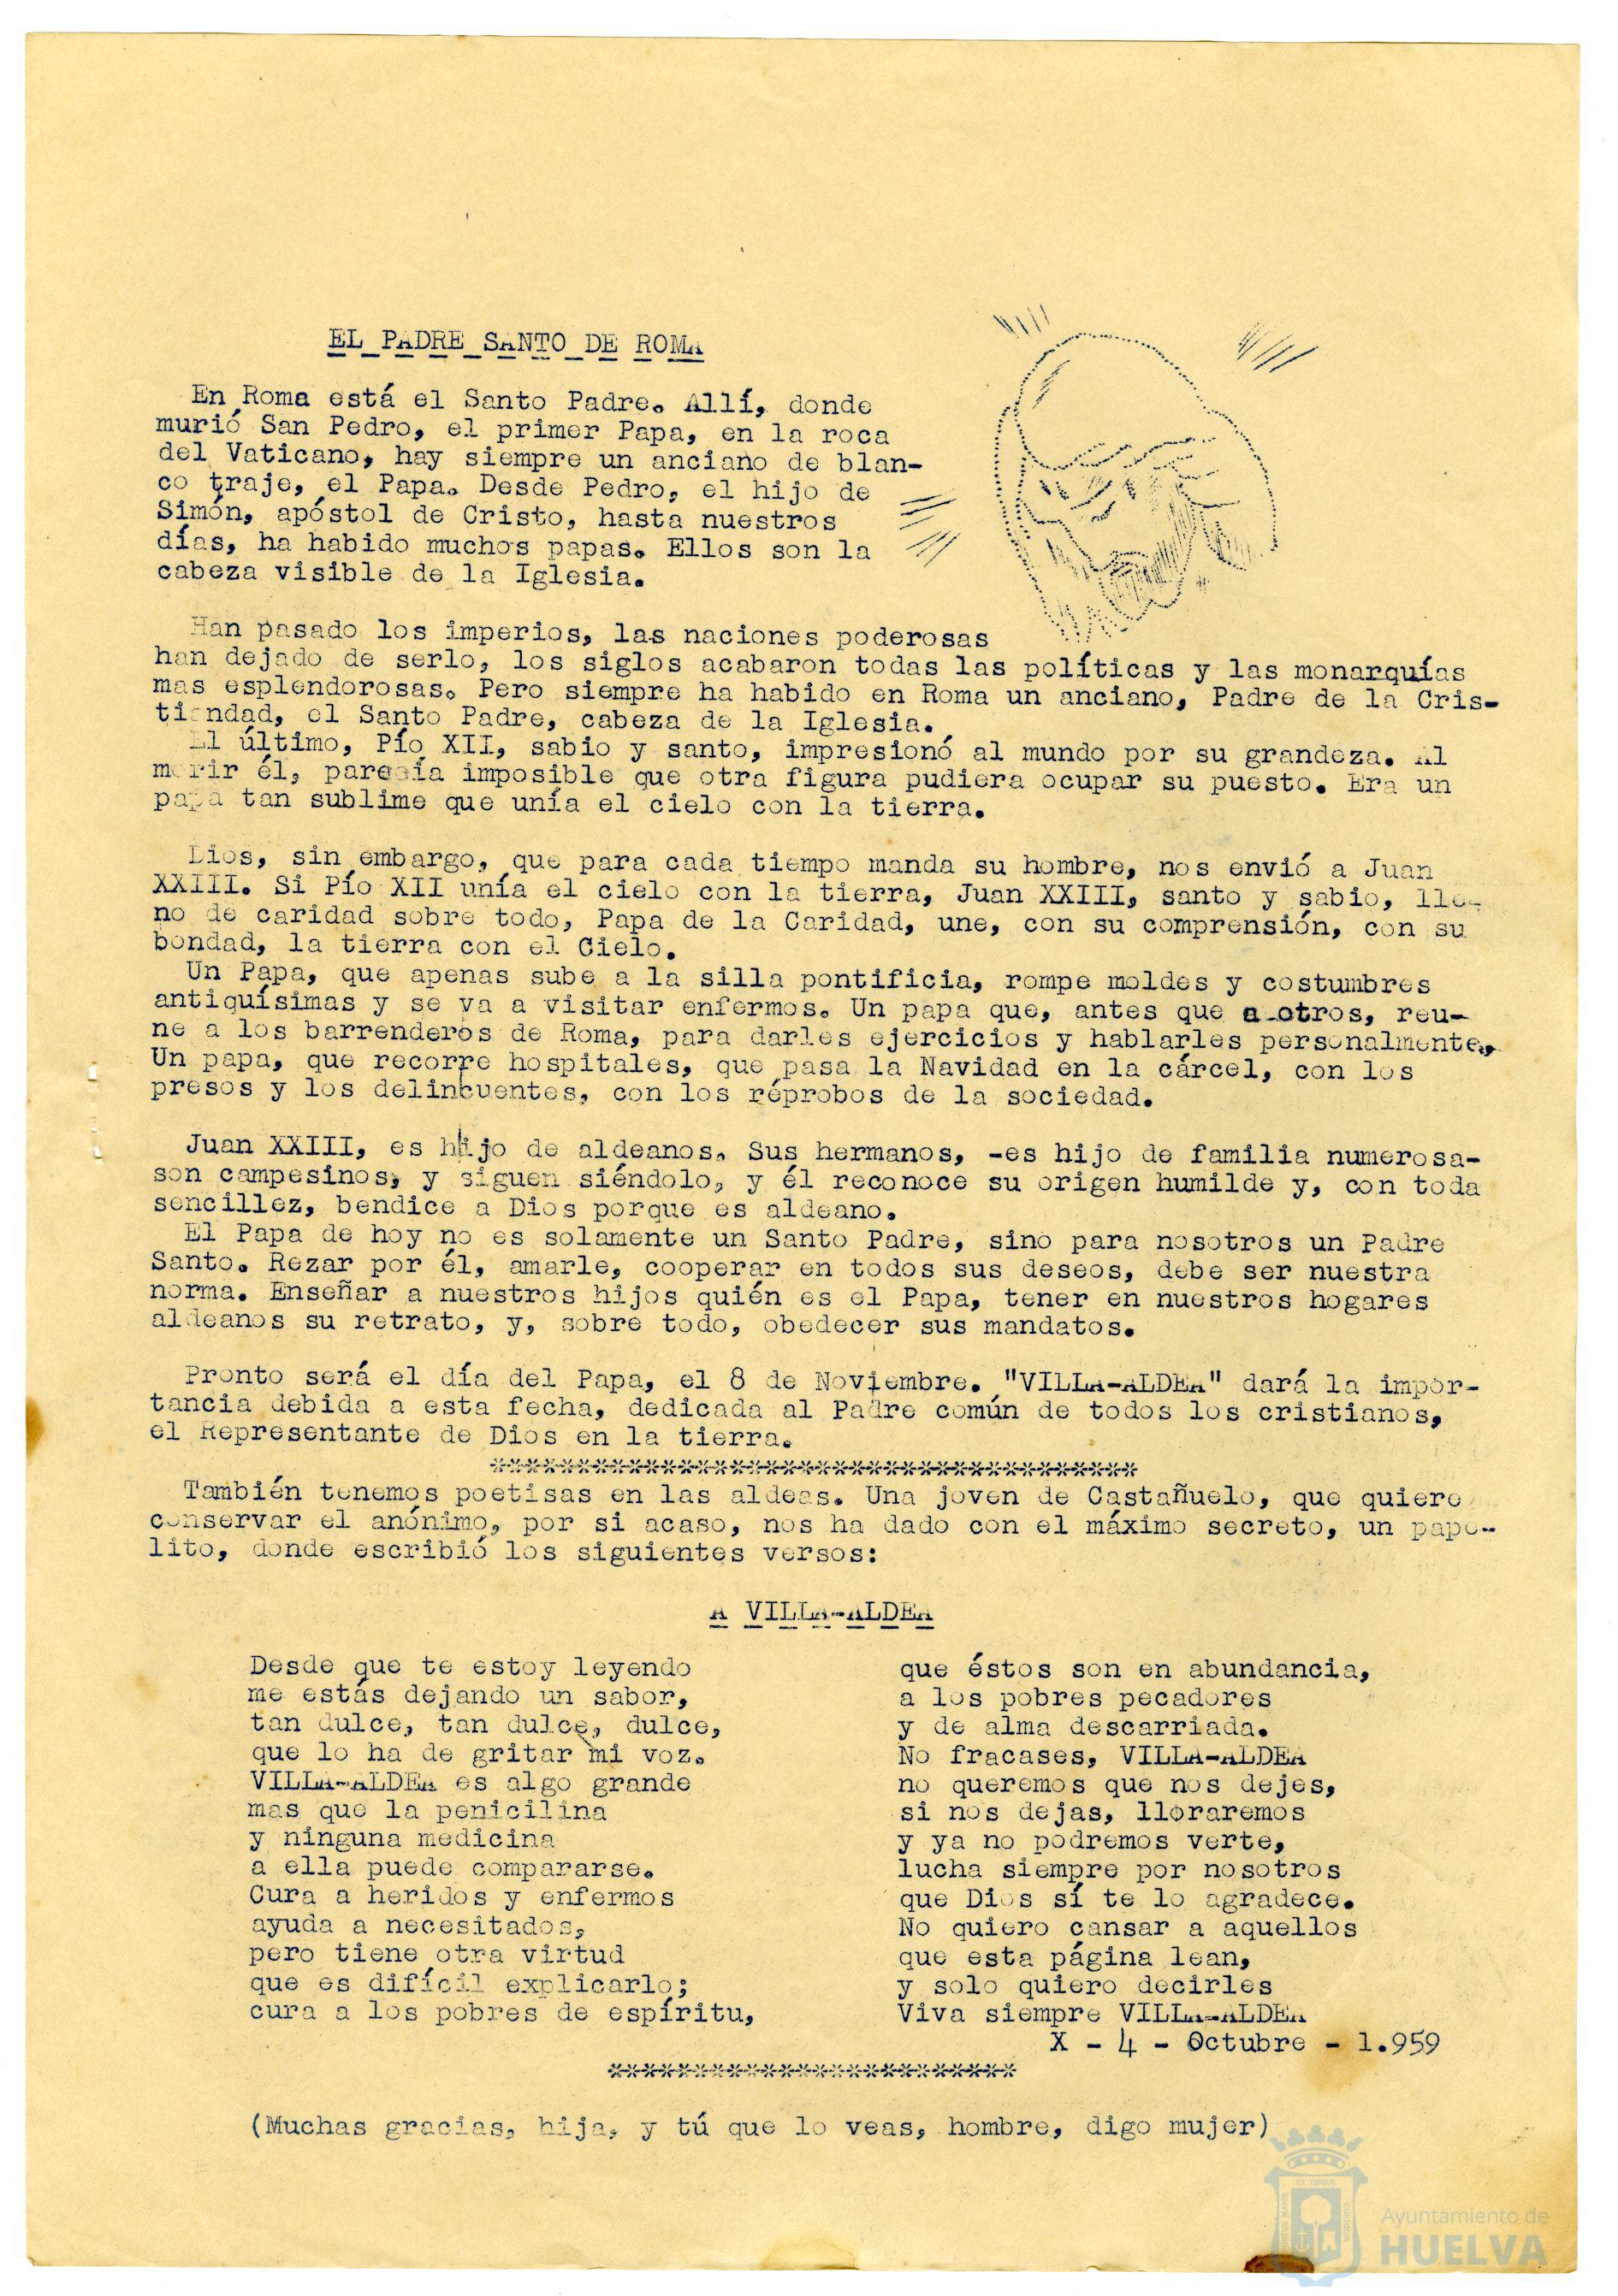 EL PADRE SANTO DE ROMA
En Roma está el Santo Padre. Allí, donde
murió San Pedro, el primer Papa, en la roca
del Vaticano, hay siempre un anciano de blan-
co traje, el Papa. Desde Pedro, el hijo de
Simón, apóstol de Cristo, hasta nuestros
días, ha habido muchos papas. Ellos son la
cabeza visible de la Iglesia.
Han pasado los imperios, las naciones poderosas
han dejado de serlo, los siglos acabaron todas las políticas y las monarquías
mas esplendorosas. Pero siempre ha habido en Roma un anciano, Padre de la Cris-
tiandad, el Santo Padre, cabeza de la Iglesia.
El último, Pío XII, sabio y santo, impresionó al mundo por su grandeza. Al
morir él, parecía imposible que otra figura pudiera ocupar su puesto. Era un
papa tan sublime que unía el cielo con la tierra.
Dios, sin embargo, que para cada tiempo manda su hombre, nos envió a Juan
XXIII. Si Pío XII unía el cielo con la tierra, Juan XXIII, santo y sabio, lle-
no de caridad sobre todo, Papa de la Caridad, une, con su comprensión, con su
bondad, la tierra con el Cielo.
Un Papa, que apenas sube a la silla pontificia, rompe moldes y costumbres
antiquísimas y se va a visitar enfermos. Un papa que, antes que a otros, reu-
ne a los barrenderos de Roma, para darles ejercicios y hablarles personalmente,
Un papa, que recorre hospitales, que pasa la Navidad en la cárcel, con los
presos y los delincuentes, con los réprobos de la sociedad.
Juan XXIII, es hijo de aldeanos. Sus hermanos, -es hijo de familia numerosa-
son campesinos, y siguen siéndolo, y él reconoce su origen humilde y, con toda
sencillez, bendice a Dios porque es aldeano.
El Papa de hoy no es solamente un Santo Padre, sino para nosotros un Padre
Santo. Rezar por él, amarle, cooperar en todos sus deseos, debe ser nuestra
norma. Enseñar a nuestros hijos quién es el Papa, tener en nuestros hogares
aldeanos su retrato, y, sobre todo, obedecer sus mandatos.
Pronto será el día del Papa, el 8 de Noviembre. "VILLA-ALDEA" dará la impor-
tancia debida a esta fecha, dedicada al Padre común de todos los cristianos,
el Representante de Dios en la tierra.
**************************************
También tenemos poetisas en las aldeas. Una joven de Castañuelo, que quiere
conservar el anónimo, por si acaso, nos ha dado con el máximo secreto, un pape-
lito, donde escribió los siguientes versos:
A VILLA-ALDEA
Desde que te estoy leyendo
me estás dejando un sabor,
tan dulce, tan dulce, dulce,
que lo ha de gritar mi voz.
VILLA-ALDEA es algo grande
mas que la penicilina
y ninguna medicina
a ella puede compararse.
Cura a heridos y enfermos
ayuda a necesitados,
pero tiene otra virtud
que es difícil explicarlo;
cura a los pobres de espíritu,
que éstos son en abundancia,
a los pobres pecadores
y de alma descarriada.
No fracases, VILLA-ALDEA
no queremos que nos dejes,
si nos dejas, lloraremos
y ya no podremos verte,
lucha siempre por nosotros
que Dios sí te lo agradece.
No quiero cansar a aquellos
que esta página lean,
y solo quiero decirles
Viva siempre VILLA-ALDEA
X - 4 - Octubre - 1.959
************************
(Muchas gracias, hija, y tú que lo veas, hombre, digo mujer)
Ayuntamiento de
HUELVA